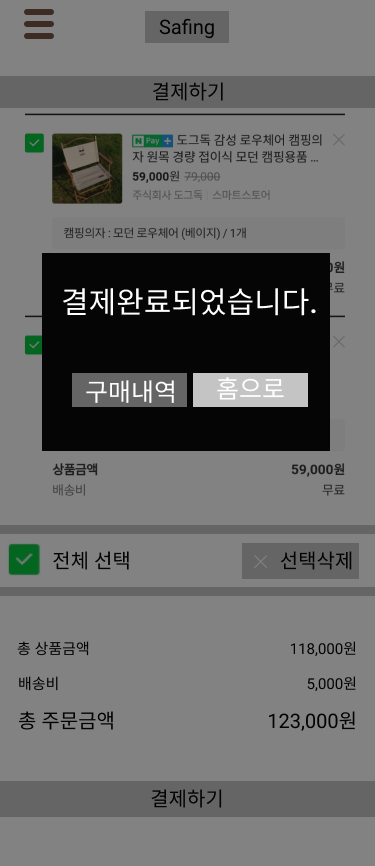 Safing
결제하기
N Pay + 도그독 감성 로우체어 캠핑의
자 원목 경량 접이식 모던 캠핑용품 ...
59,000원 79,000
주식회사 도그독 스마트스토어
캠핑의자 : 모던 로우체어 (베이지) / 1개
원
무료
결제완료되었습니다.
구매내역 홈으로
상품금액 59,000원
배송비 무료
전체 선택 선택삭제
총 상품금액 118,000원
배송비 5,000원
총 주문금액 123,000원
결제하기